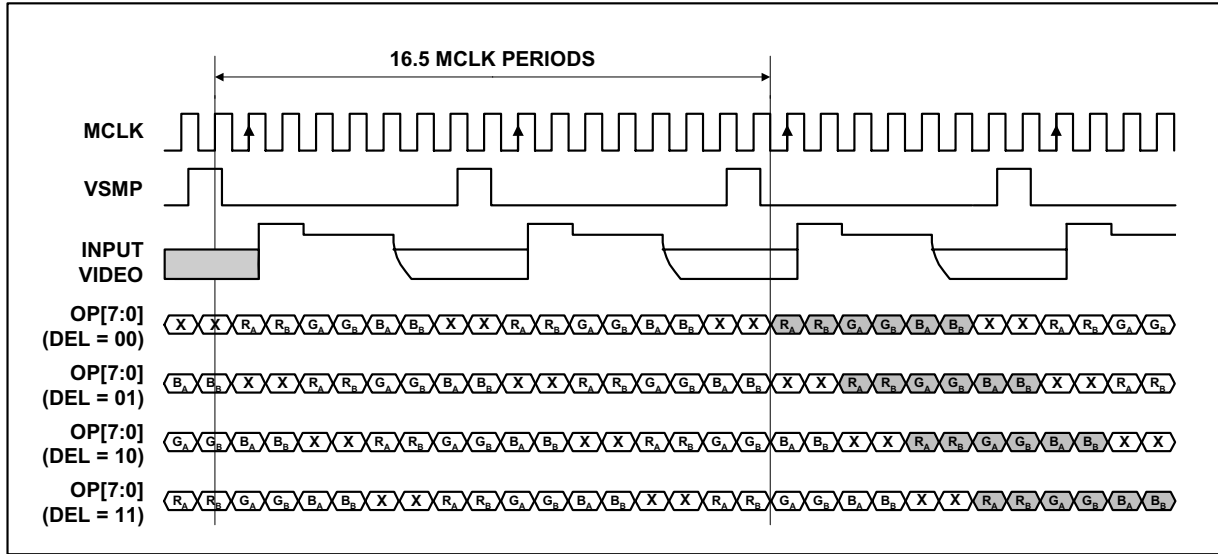 16.5 MCLK PERIODS
MCLK
VSMP
INPUT
VIDEO
OP[7:0]
(DEL = 00)
X X RA RB GA GB BA BB X X RA RB GA GB BA BB X X RA RB GA GB BA BB X X RA RB GA GB
OP[7:0]
(DEL = 01)
BA BB X X RA RB GA GB BA BB X X RA RB GA GB BA BB X X RA RB GA GB BA BB X X RA RB
OP[7:0]
(DEL = 10)
GA GB BA BB X X RA RB GA GB BA BB X X RA RB GA GB BA BB X X RA RB GA GB BA BB X X
OP[7:0]
(DEL = 11)
RA RB GA GB BA BB X X RA RB GA GB BA BB X X RA RB GA GB BA BB X X RA RB GA GB BA BB